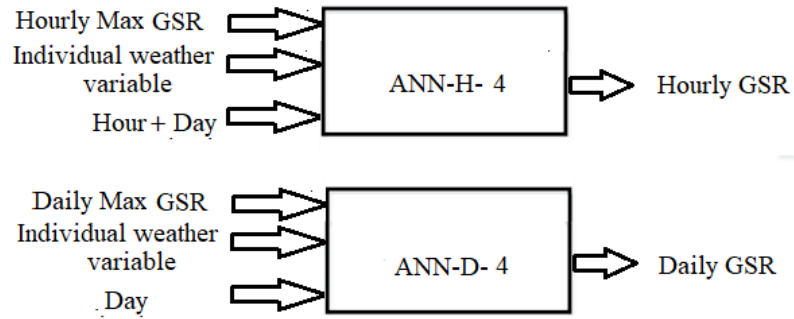 Hourly Max GSR
Individual weather
variable
Hour + Day
ANN-H- 4
Hourly GSR
Daily Max GSR
Individual weather
variable
Day
ANN-D- 4
Daily GSR